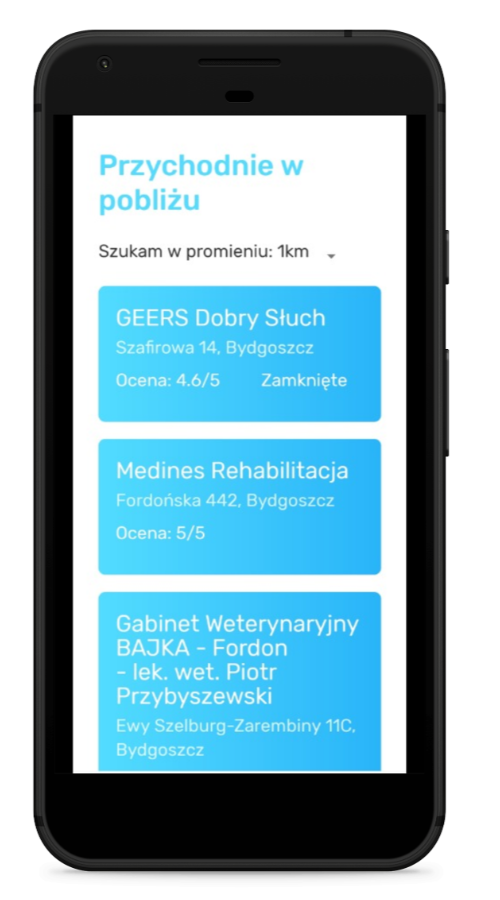 Przychodnie w
pobliżu
Szukam w promieniu: 1km
GEERS Dobry Słuch
Szafirowa 14, Bydgoszcz
Ocena: 4.6/5 Zamknięte
Medines Rehabilitacja
Fordońska 442, Bydgoszcz
Ocena: 5/5
Gabinet Weterynaryjny
BAJKA - Fordon
- lek. wet. Piotr
Przybyszewski
Ewy Szelburg-Zarembiny 11C,
Bydgoszcz